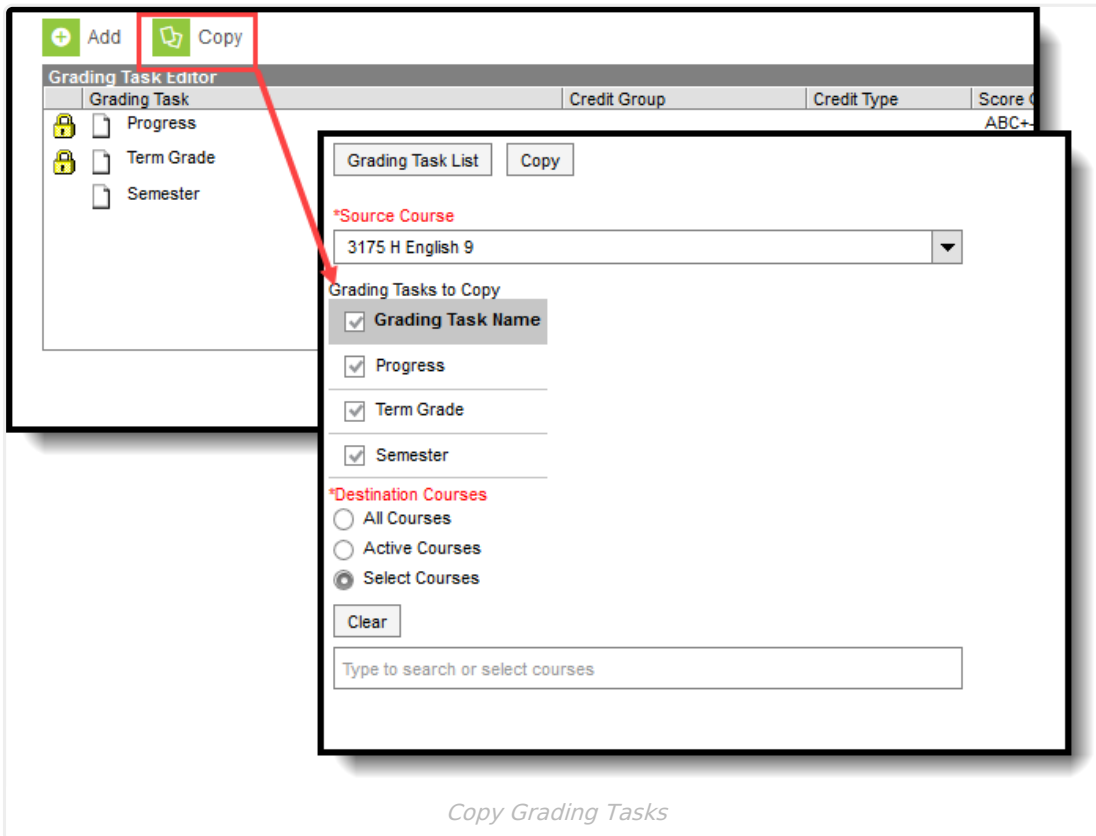 Add Copy
Grading Task Editor
Grading Task Credit Group Credit Type Score
Progress ABC+-
Term Grade
Semester
Grading Task List Copy
*Source Course
3175 H English 9
Grading Tasks to Copy
Grading Task Name
Progress
Term Grade
Semester
*Destination Courses
All Courses
Active Courses
Select Courses
Clear
Type to search or select courses
Copy Grading Tasks